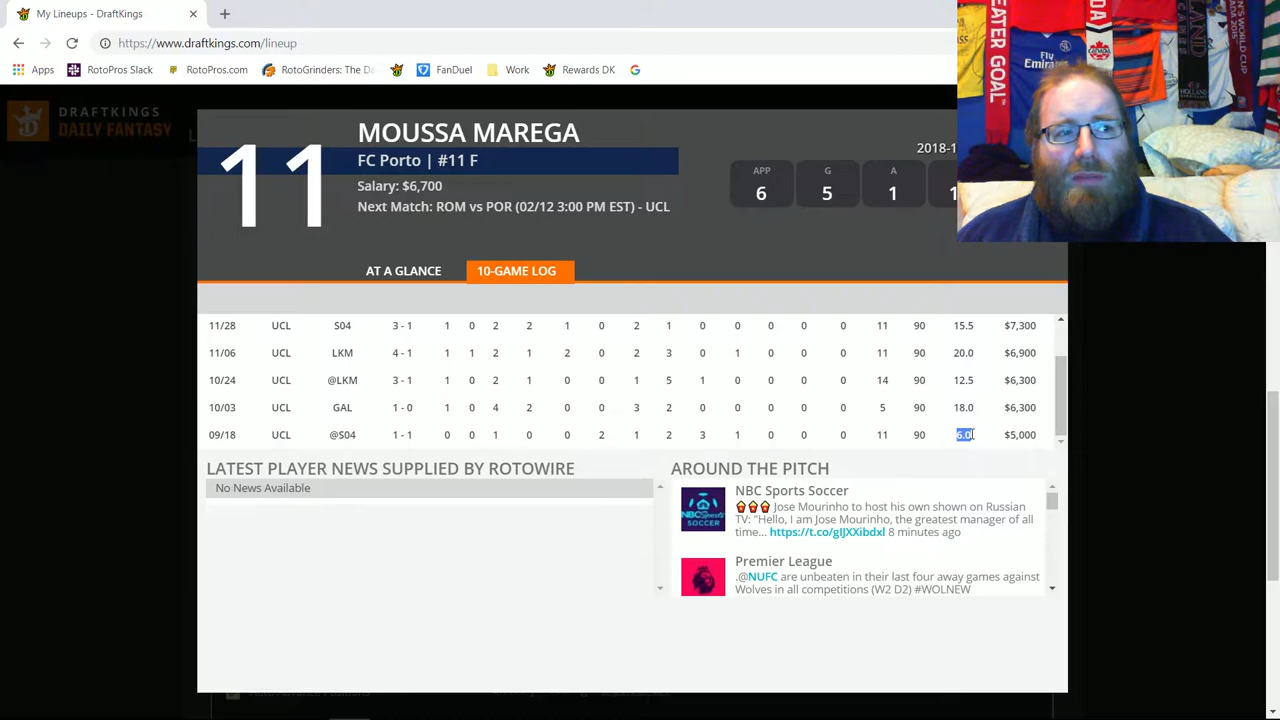 My Lineups - DraftKings
https://www.draftkings.com/lineup
Apps RotoPros Slack RotoPros.com RotoGrinders: The Da FanDuel Work Rewards DK
DRAFTKINGS
DAILY FANTASY
11
MOUSSA MAREGA
FC Porto | #11 F
Salary: $6,700
Next Match: ROM vs POR (02/12 3:00 PM EST) - UCL
2018-1
APP G A
6 5 1 1
AT A GLANCE 10-GAME LOG
11/28 UCL S04 3 - 1 1 0 2 2 1 0 2 1 0 0 0 0 11 90 15.5 $7,300
11/06 UCL LKM 4 - 1 1 1 2 1 2 0 2 3 0 1 0 0 11 90 20.0 $6,900
10/24 UCL @LKM 3 - 1 1 0 2 1 0 0 1 5 1 0 0 0 14 90 12.5 $6,300
10/03 UCL GAL 1 - 0 1 0 4 2 0 0 3 2 0 0 0 0 5 90 18.0 $6,300
09/18 UCL @S04 1 - 1 0 0 1 0 0 2 1 2 3 1 0 0 0 11 90 6.0 $5,000
LATEST PLAYER NEWS SUPPLIED BY ROTOWIRE
No News Available
AROUND THE PITCH
NBC Sports Soccer
Jose Mourinho to host his own shown on Russian
TV: "Hello, I am Jose Mourinho, the greatest manager of all
time... https://t.co/gIJXXibdxl 8 minutes ago
Premier League
.@NUFC are unbeaten in their last four away games against
Wolves in all competitions (W2 D2) #WOLNEW
EATER GOAL
Fly
Emirates
CANADA 2015
HOLLAND